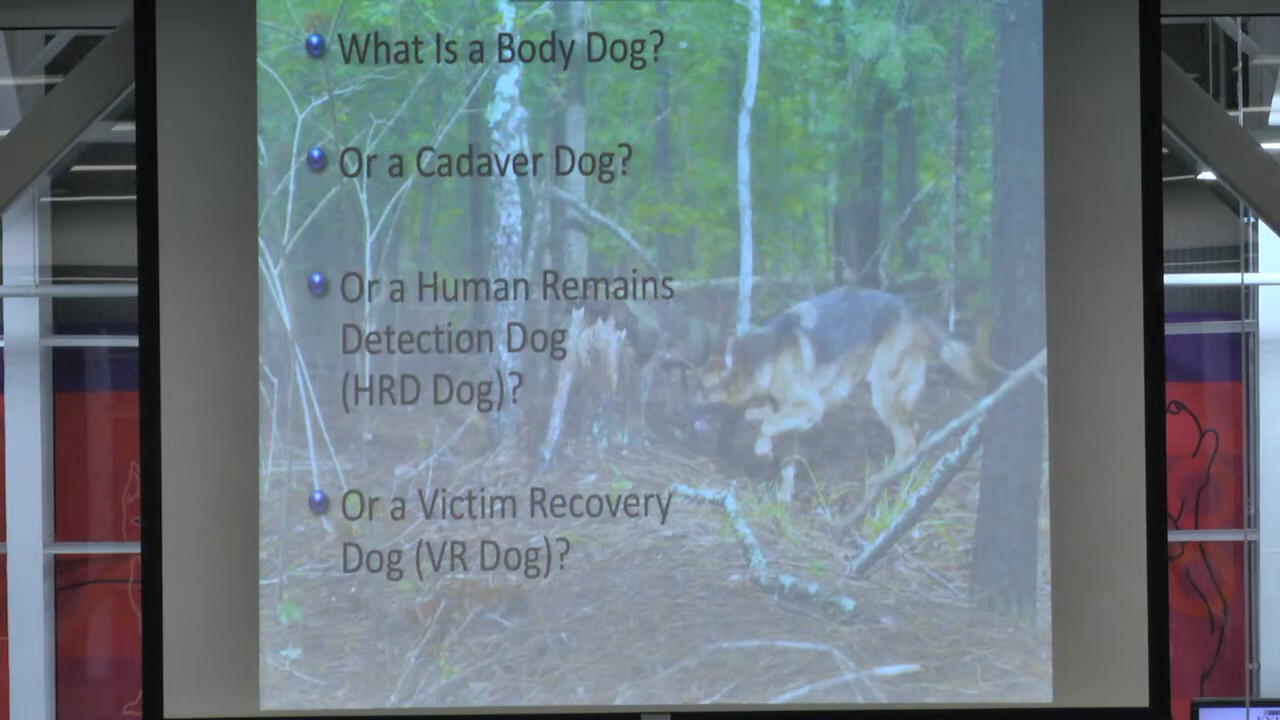 What Is a Body Dog?
Or a Cadaver Dog?
Or a Human Remains
Detection Dog
(HRD Dog)?
Or a Victim Recovery
Dog (VR Dog)?